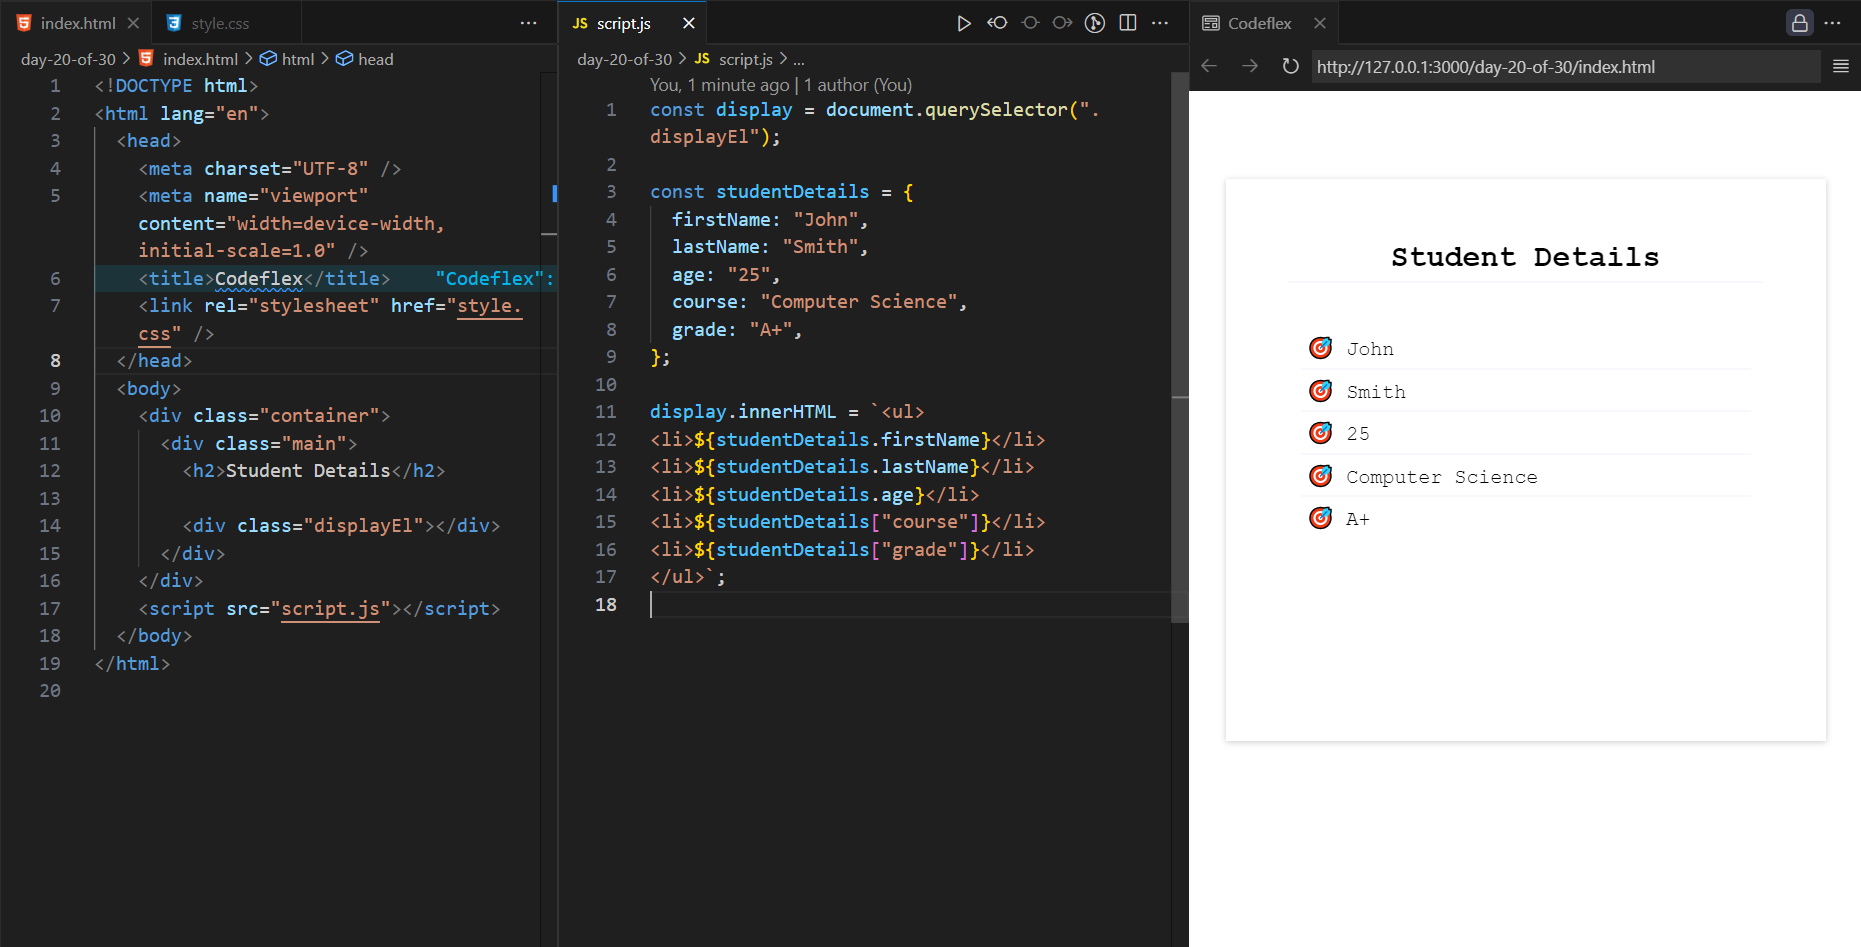 index.html
style.css
day-20-of-30 > index.html > html > head
1 <!DOCTYPE html>
2 <html lang="en">
3 <head>
4 <meta charset="UTF-8" />
5 <meta name="viewport"
content="width=device-width,
initial-scale=1.0" />
6 <title>Codeflex</title> "Codeflex":
7 <link rel="stylesheet" href="style.
css" />
8 </head>
9 <body>
10 <div class="container">
11 <div class="main">
12 <h2>Student Details</h2>
13
14 <div class="displayEl"></div>
15 </div>
16 </div>
17 <script src="script.js"></script>
18 </body>
19 </html>
20
JS script.js
day-20-of-30 > JS script.js > ...
You, 1 minute ago | 1 author (You)
1 const display = document.querySelector(".
displayEl");
2
3 const studentDetails = {
4 firstName: "John",
5 lastName: "Smith",
6 age: "25",
7 course: "Computer Science",
8 grade: "A+",
9 };
10
11 display.innerHTML = `<ul>
12 <li>${studentDetails.firstName}</li>
13 <li>${studentDetails.lastName}</li>
14 <li>${studentDetails.age}</li>
15 <li>${studentDetails["course"]}</li>
16 <li>${studentDetails["grade"]}</li>
17 </ul>`;
18
Codeflex
http://127.0.0.1:3000/day-20-of-30/index.html
Student Details
John
Smith
25
Computer Science
A+